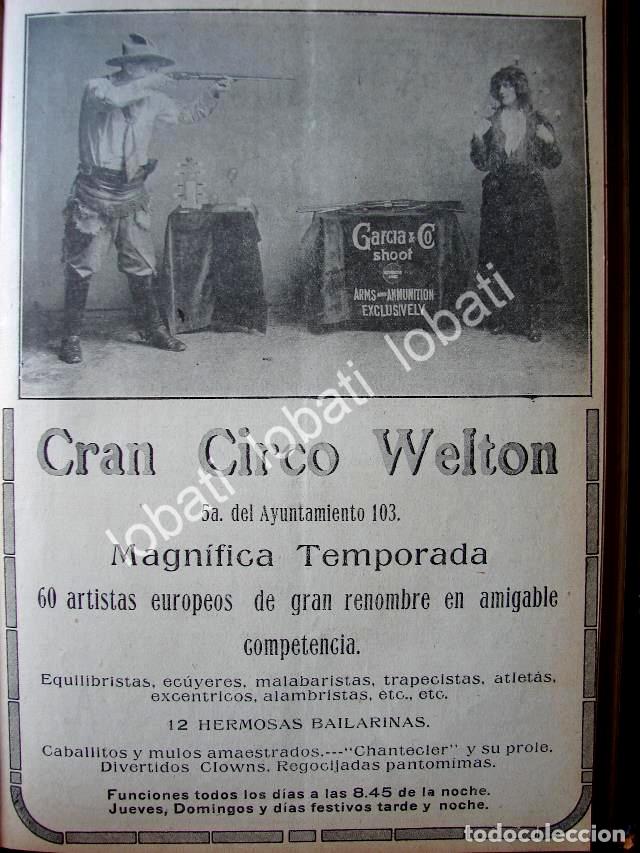 Garcia & Co
shoot
ARMS AND AMMUNITION
EXCLUSIVELY
lobati lobati lobati
Cran Circo Welton
5a. del Ayuntamiento 103.
Magnífica Temporada
60 artistas europeos de gran renombre en amigable
competencia.
Equilibristas, ecúyeres, malabaristas, trapecistas, atletás,
excentricos, alambristas, etc., etc.
12 HERMOSAS BAILARINAS.
Caballitos y mulos amaestrados.---"Chantecler" y su prole.
Divertidos Clowns. Regocijadas pantomimas.
Funciones todos los días a las 8.45 de la noche.
Jueves, Domingos y días festivos tarde y noche.
todocoleccion